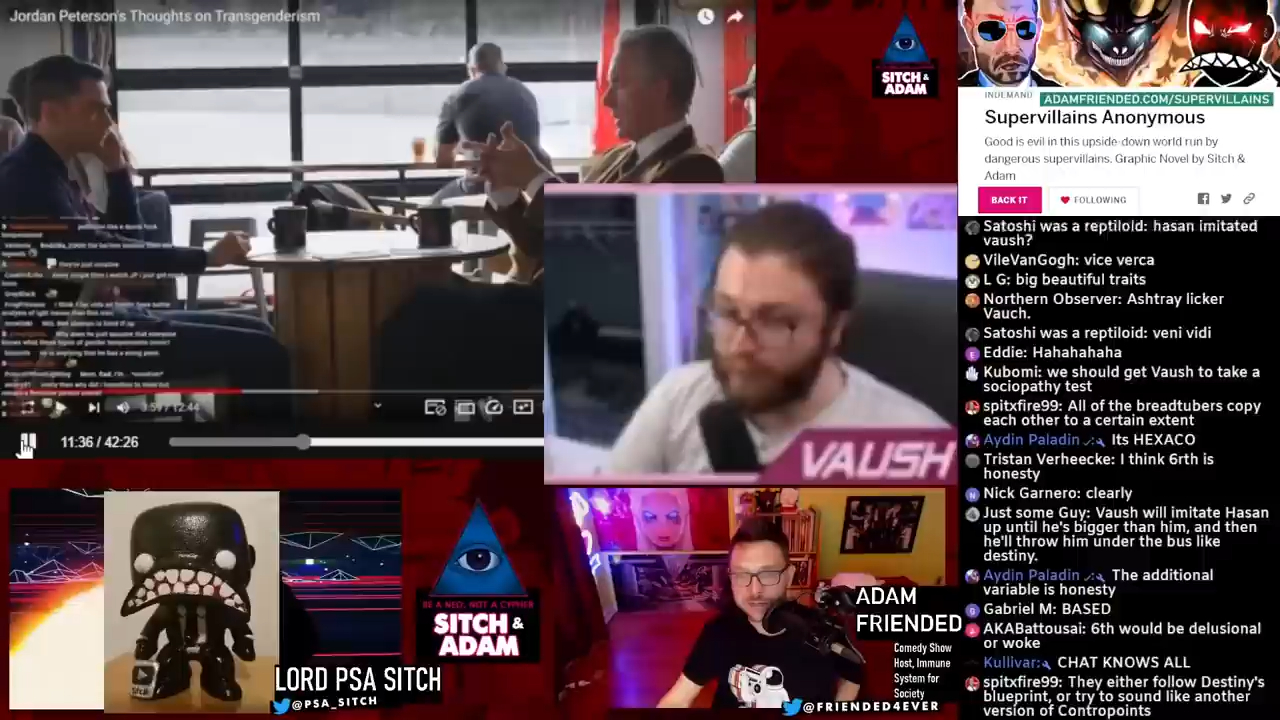 Jordan Peterson's Thoughts on Transgenderism
SITCH &
ADAM
3:59 / 12:44
11:36 / 42:26
VAUSH
BE A NEO, NOT A CYPHER
SITCH &
ADAM
LORD PSA SITCH
@PSA_SITCH
ADAM
FRIENDED
Comedy Show
Host, Immune
System for
Society
@FRIENDED4EVER
INDEMAND
ADAMFRIENDED.COM/SUPERVILLAINS
Supervillains Anonymous
Good is evil in this upside-down world run by
dangerous supervillains. Graphic Novel by Sitch &
Adam
BACK IT
FOLLOWING
Satoshi was a reptiloid: hasan imitated
vaush?
VileVanGogh: vice verca
L G: big beautiful traits
Northern Observer: Ashtray licker
Vauch.
Satoshi was a reptiloid: veni vidi
Eddie: Hahahahaha
Kubomi: we should get Vaush to take a
sociopathy test
spitxfire99: All of the breadtubers copy
each other to a certain extent
Aydin Paladin Its HEXACO
Tristan Verheecke: I think 6rth is
honesty
Nick Garnero: clearly
Just some Guy: Vaush will imitate Hasan
up until he's bigger than him, and then
he'll throw him under the bus like
destiny.
Aydin Paladin The additional
variable is honesty
Gabriel M: BASED
AKABattousai: 6th would be delusional
or woke
Kullivar: CHAT KNOWS ALL
spitxfire99: They either follow Destiny's
blueprint, or try to sound like another
version of Contropoints